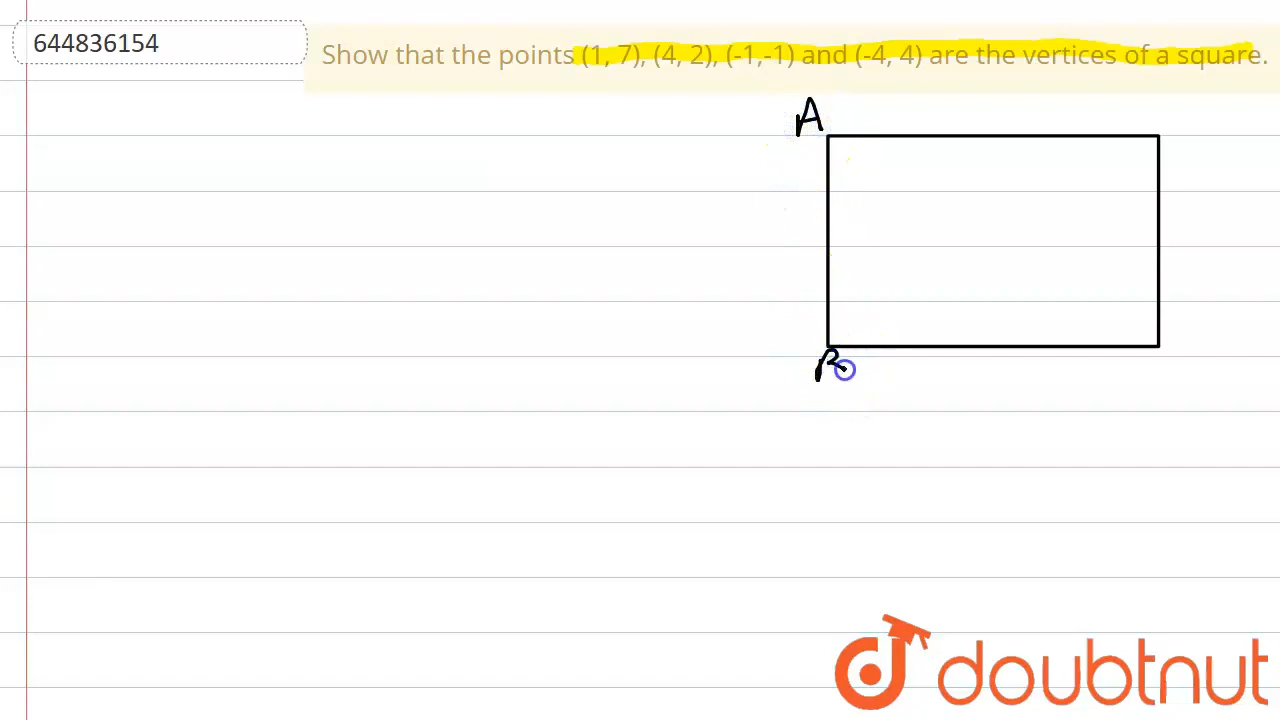 644836154
Show that the points (1, 7), (4, 2), (-1,-1) and (-4, 4) are the vertices of a square.
A
B
doubtnut